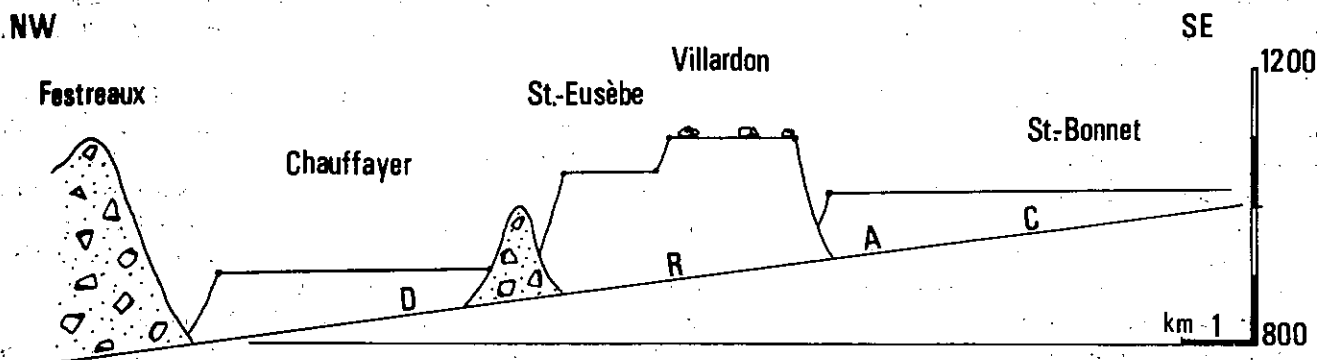 NW
SE
Villardon
1200
Festreaux
St.-Eusèbe
St-Bonnet
Chauffayer
C
A
R
D
km 1
800